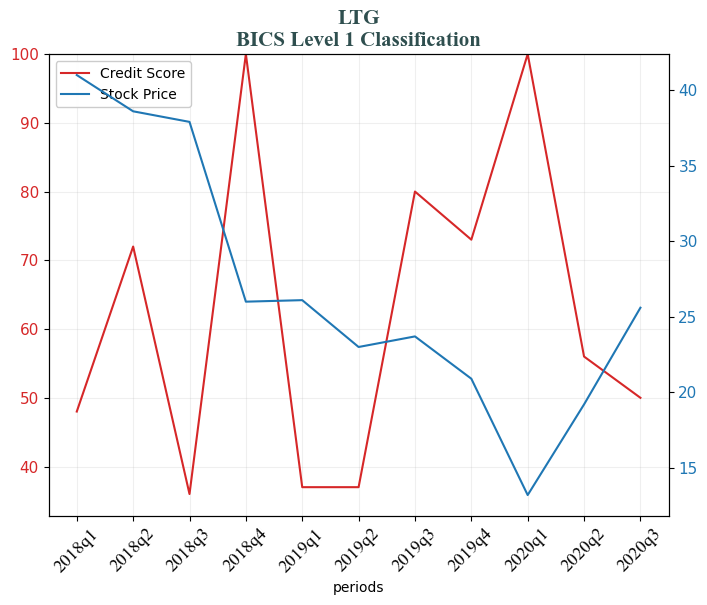 LTG
BICS Level 1 Classification
Credit Score
Stock Price
100
90
80
70
60
50
40
40
35
30
25
20
15
2018q1
2018q2
2018q3
2018q4
2019q1
2019q2
2019q3
2019q4
2020q1
2020q2
2020q3
periods